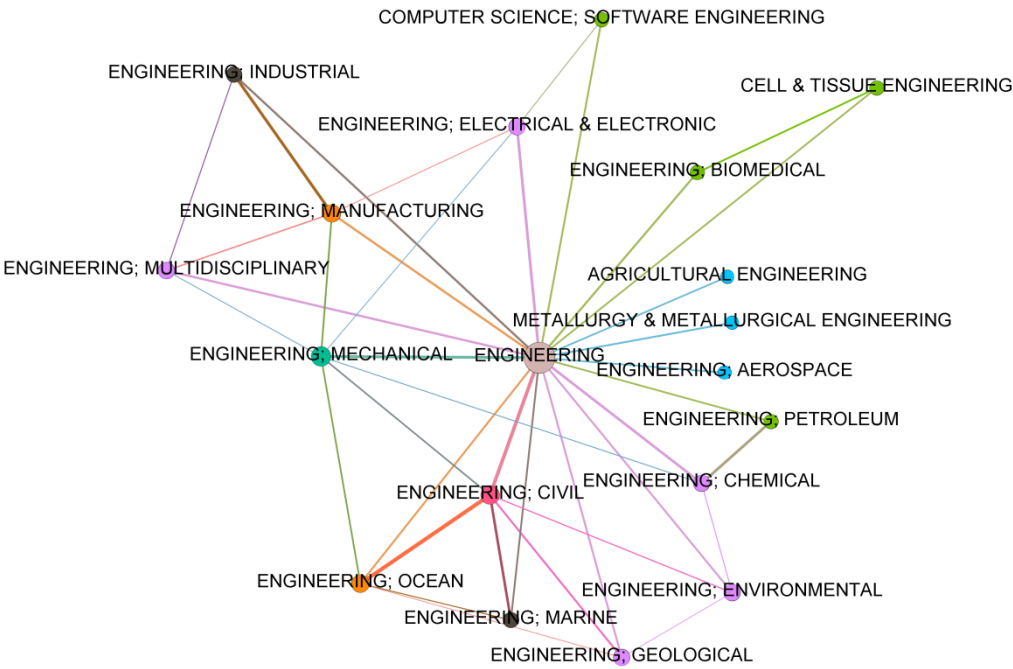 COMPUTER SCIENCE; SOFTWARE ENGINEERING
ENGINEERING; INDUSTRIAL
CELL & TISSUE ENGINEERING
ENGINEERING; ELECTRICAL & ELECTRONIC
ENGINEERING; BIOMEDICAL
ENGINEERING; MANUFACTURING
ENGINEERING; MULTIDISCIPLINARY
AGRICULTURAL ENGINEERING
METALLURGY & METALLURGICAL ENGINEERING
ENGINEERING; MECHANICAL
ENGINEERING
ENGINEERING; AEROSPACE
ENGINEERING; PETROLEUM
ENGINEERING; CHEMICAL
ENGINEERING; CIVIL
ENGINEERING; OCEAN
ENGINEERING; ENVIRONMENTAL
ENGINEERING; MARINE
ENGINEERING; GEOLOGICAL